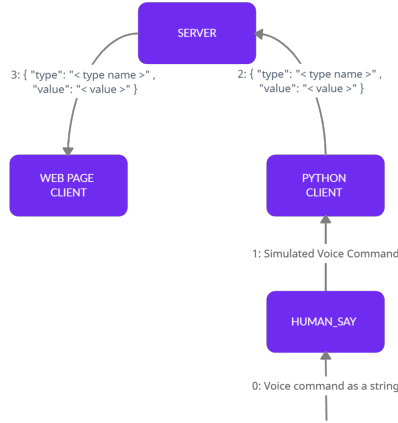 SERVER
3: { "type": "< type name >" ,
"value": "< value >" }
2: { "type": "< type name >" ,
"value": "< value >" }
WEB PAGE
CLIENT
PYTHON
CLIENT
1: Simulated Voice Command
HUMAN_SAY
0: Voice command as a string